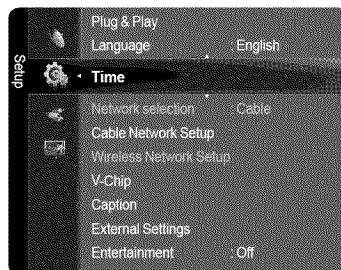 Setup
Plug & Play
Language : English
Time
Network selection : Cable
Cable Network Setup
Wireless Network Setup
V-Chip
Caption
External Settings
Entertainment : Off